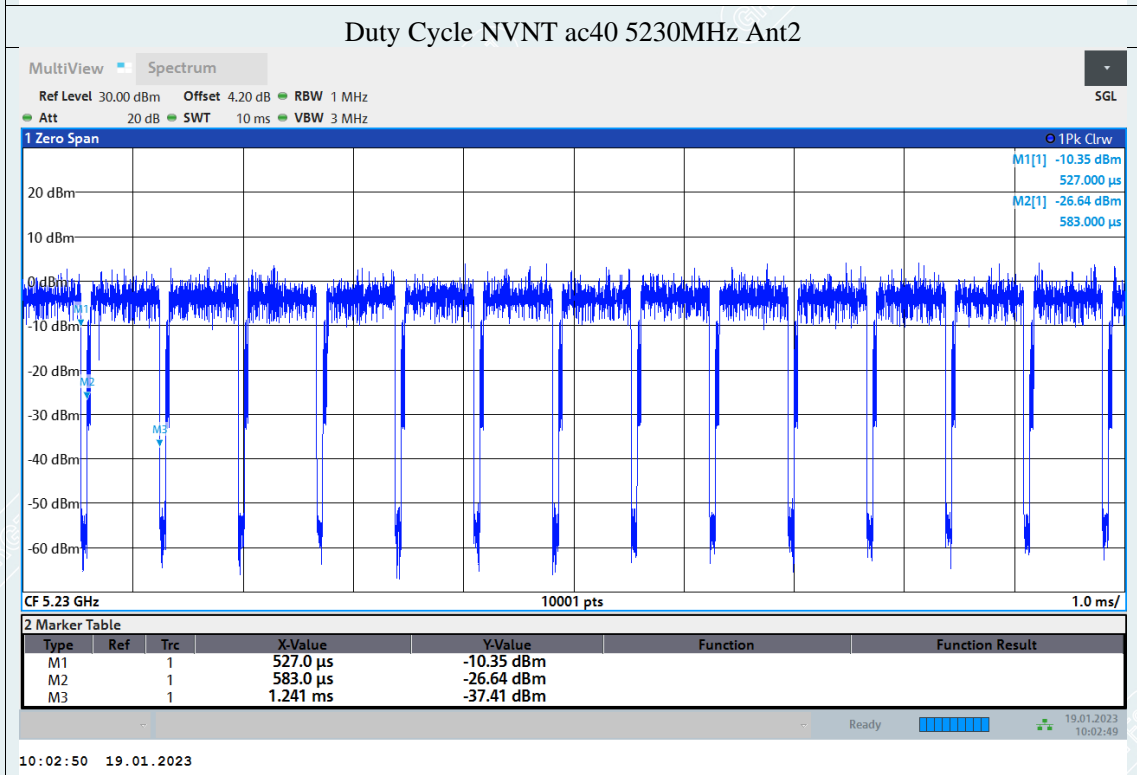 Duty Cycle NVNT ac40 5230MHz Ant2
MultiView Spectrum
Ref Level 30.00 dBm Offset 4.20 dB RBW 1 MHz
SGL
Att 20 dB SWT 10 ms VBW 3 MHz
1 Zero Span 1Pk Clrw
M1[1] -10.35 dBm
527.000 µs
M2[1] -26.64 dBm
583.000 µs
20 dBm
10 dBm
0 dBm
M1
-10 dBm
-20 dBm
M2
-30 dBm
M3
-40 dBm
-50 dBm
-60 dBm
CF 5.23 GHz 10001 pts 1.0 ms/
2 Marker Table
Type Ref Trc X-Value Y-Value Function Function Result
M1 1 527.0 µs -10.35 dBm
M2 1 583.0 µs -26.64 dBm
M3 1 1.241 ms -37.41 dBm
Ready 19.01.2023
10:02:49
10:02:50 19.01.2023